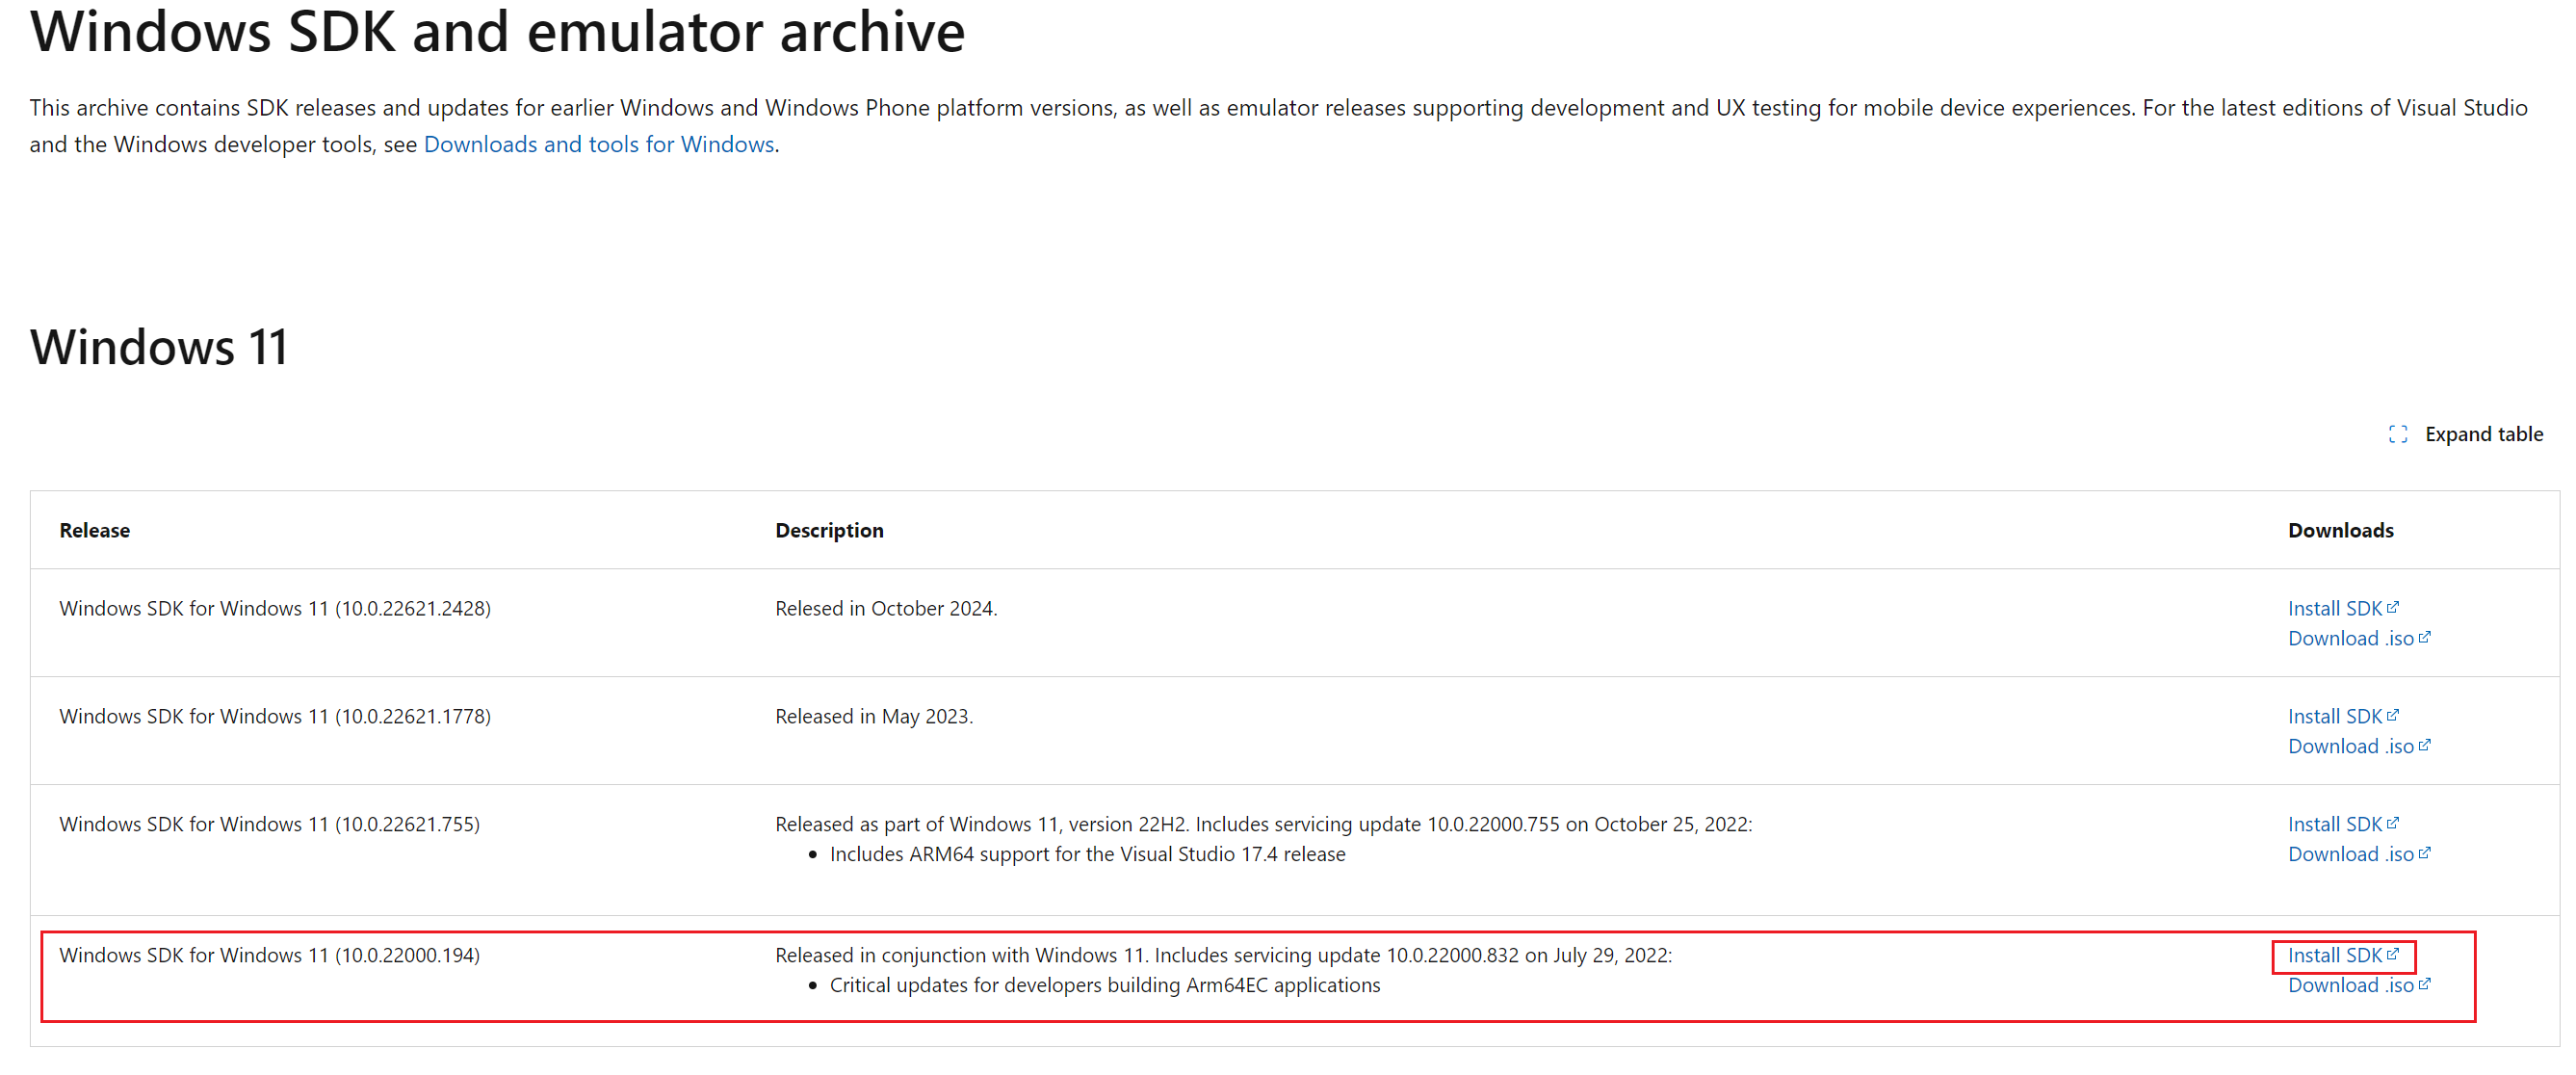 Windows SDK and emulator archive
This archive contains SDK releases and updates for earlier Windows and Windows Phone platform versions, as well as emulator releases supporting development and UX testing for mobile device experiences. For the latest editions of Visual Studio
and the Windows developer tools, see Downloads and tools for Windows.
Windows 11
Expand table
Release Description Downloads
Windows SDK for Windows 11 (10.0.22621.2428) Relesed in October 2024. Install SDK
Download .iso
Windows SDK for Windows 11 (10.0.22621.1778) Released in May 2023. Install SDK
Download .iso
Windows SDK for Windows 11 (10.0.22621.755) Released as part of Windows 11, version 22H2. Includes servicing update 10.0.22000.755 on October 25, 2022: Install SDK
• Includes ARM64 support for the Visual Studio 17.4 release Download .iso
Windows SDK for Windows 11 (10.0.22000.194) Released in conjunction with Windows 11. Includes servicing update 10.0.22000.832 on July 29, 2022: Install SDK
• Critical updates for developers building Arm64EC applications Download .iso